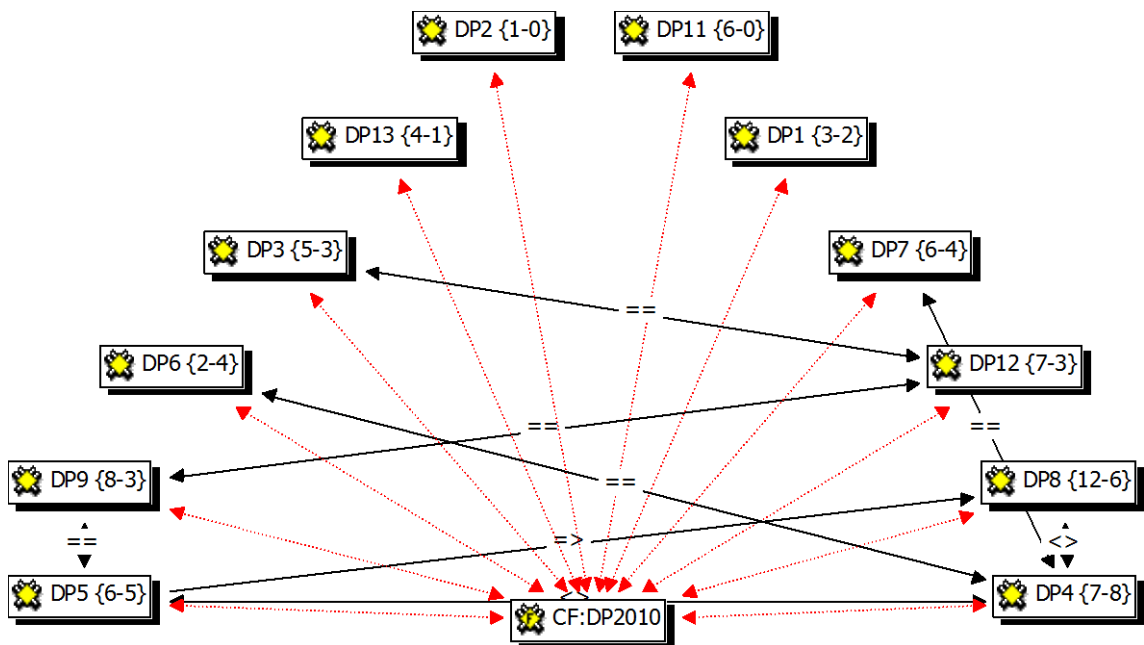 DP2 {1-0}
DP11 {6-0}
DP13 {4-1}
DP1 {3-2}
DP3 {5-3}
DP7 {6-4}
==
DP6 {2-4}
DP12 {7-3}
==
==
DP9 {8-3}
==
DP8 {12-6}
==
=>
<>
DP5 {6-5}
DP4 {7-8}
CF:DP2010